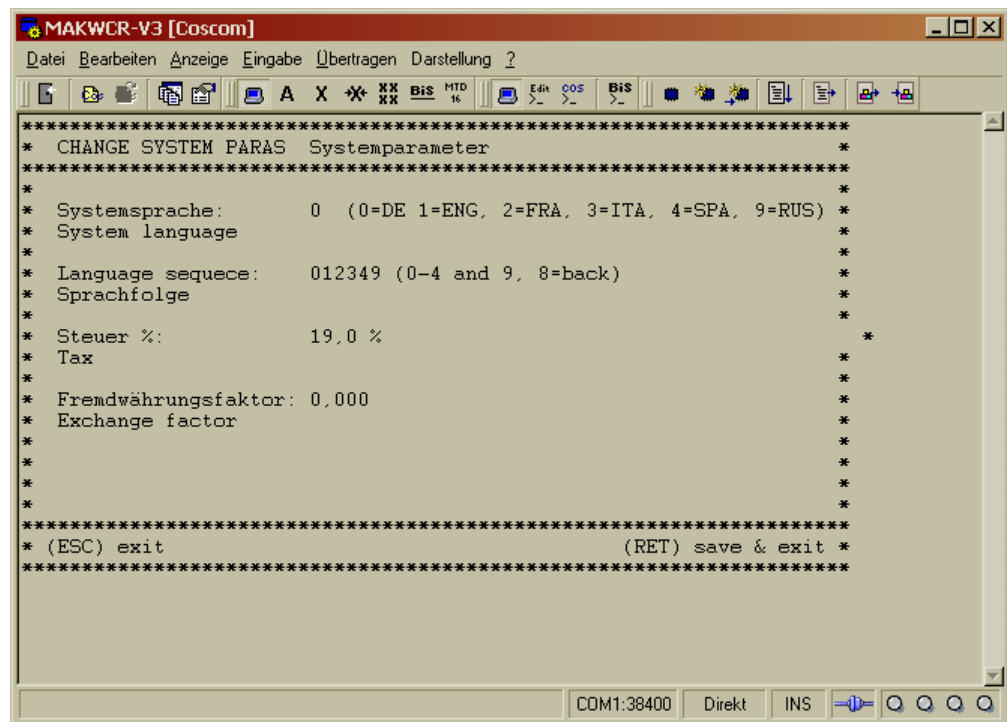 MAKWCR-V3 [Coscom]
Datei Bearbeiten Anzeige Eingabe Übertragen Darstellung ?
A X XX XX BiS MTD 16 Edit >_ COS >_ BiS >_
***********************************************************************
* CHANGE SYSTEM PARAS Systemparameter *
***********************************************************************
* *
* Systemsprache: 0 (0=DE 1=ENG, 2=FRA, 3=ITA, 4=SPA, 9=RUS) *
* System language *
* *
* Language sequece: 012349 (0-4 and 9, 8=back) *
* Sprachfolge *
* *
* Steuer %: 19,0 % *
* Tax *
* *
* Fremdwährungsfaktor: 0,000 *
* Exchange factor *
* *
* *
* *
* *
***********************************************************************
* (ESC) exit (RET) save & exit *
***********************************************************************
COM1:38400 Direkt INS